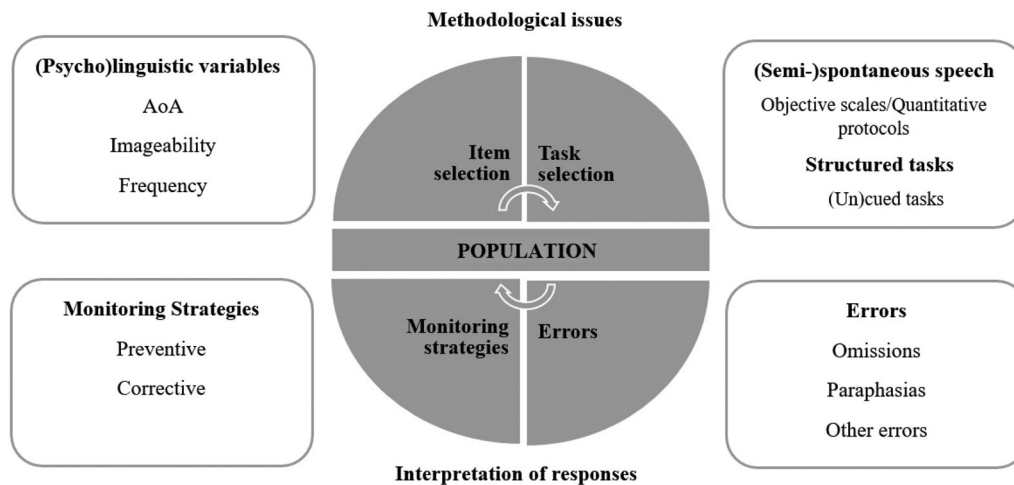 Methodological issues
(Psycho)linguistic variables
AoA
Imageability
Frequency
(Semi-)spontaneous speech
Objective scales/Quantitative
protocols
Structured tasks
(Un)cued tasks
Item
selection
Task
selection
POPULATION
Monitoring
strategies
Errors
Monitoring Strategies
Preventive
Corrective
Errors
Omissions
Paraphasias
Other errors
Interpretation of responses